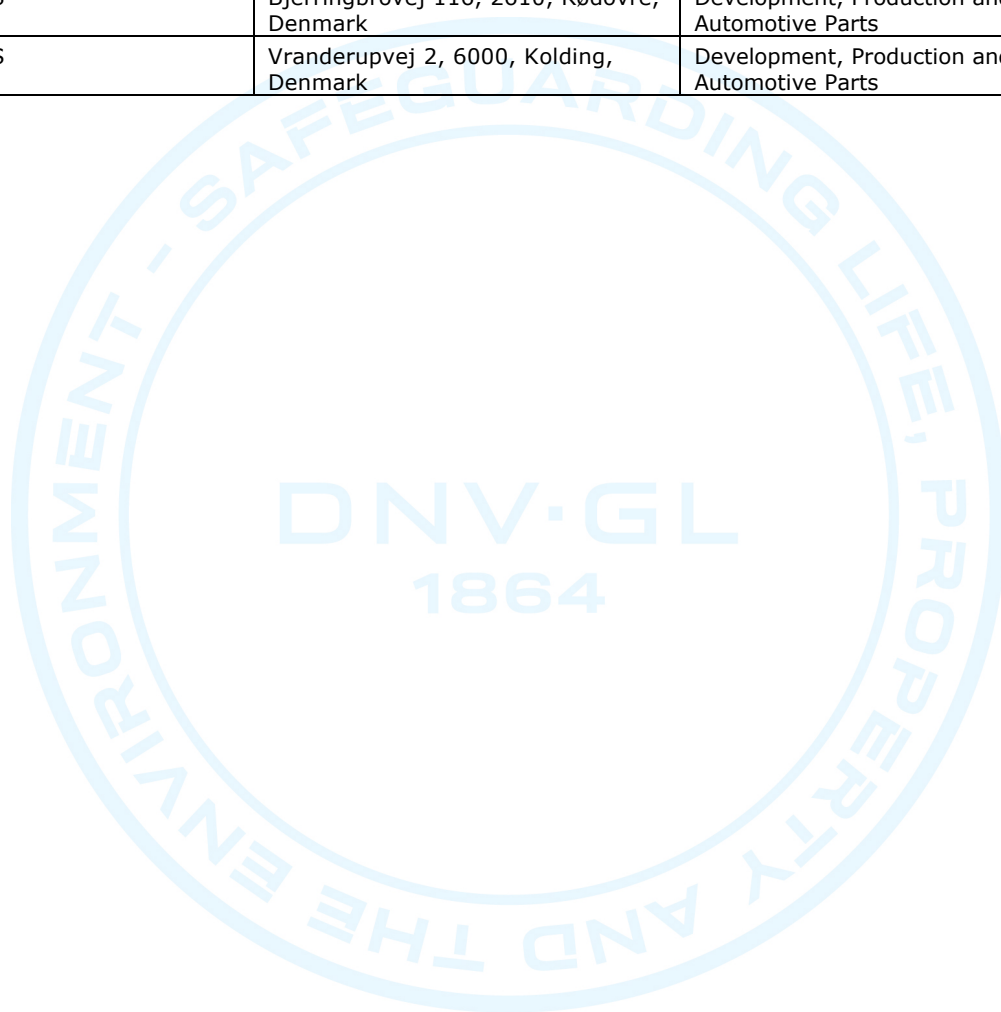 S
Bjerringbrovej 116, 2610, Rødovre,
Denmark
Development, Production and
Automotive Parts
S
Vranderupvej 2, 6000, Kolding,
Denmark
Development, Production and
Automotive Parts
SAFEGUARDING LIFE, PROPERTY AND THE ENVIRONMENT -
DNV·GL
1864